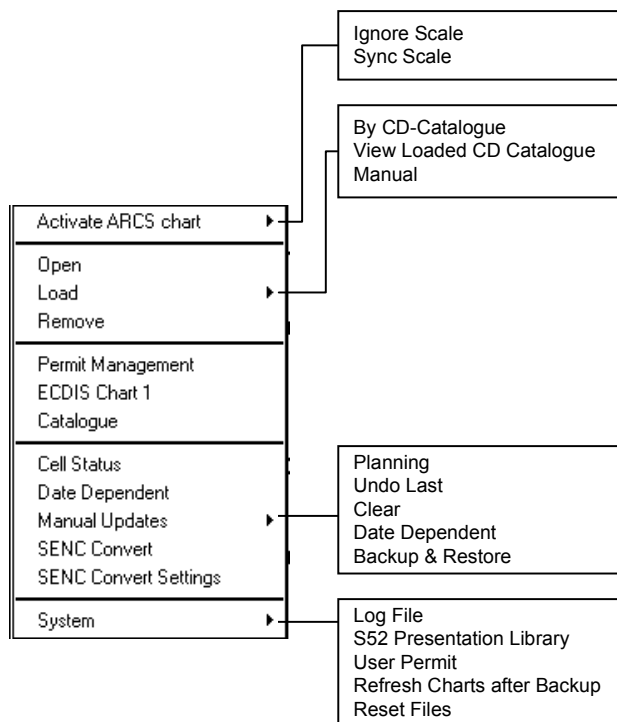 Ignore Scale
Sync Scale
By CD-Catalogue
View Loaded CD Catalogue
Manual
Activate ARCS chart
Open
Load
Remove
Permit Management
ECDIS Chart 1
Catalogue
Cell Status
Date Dependent
Manual Updates
SENC Convert
SENC Convert Settings
System
Planning
Undo Last
Clear
Date Dependent
Backup & Restore
Log File
S52 Presentation Library
User Permit
Refresh Charts after Backup
Reset Files